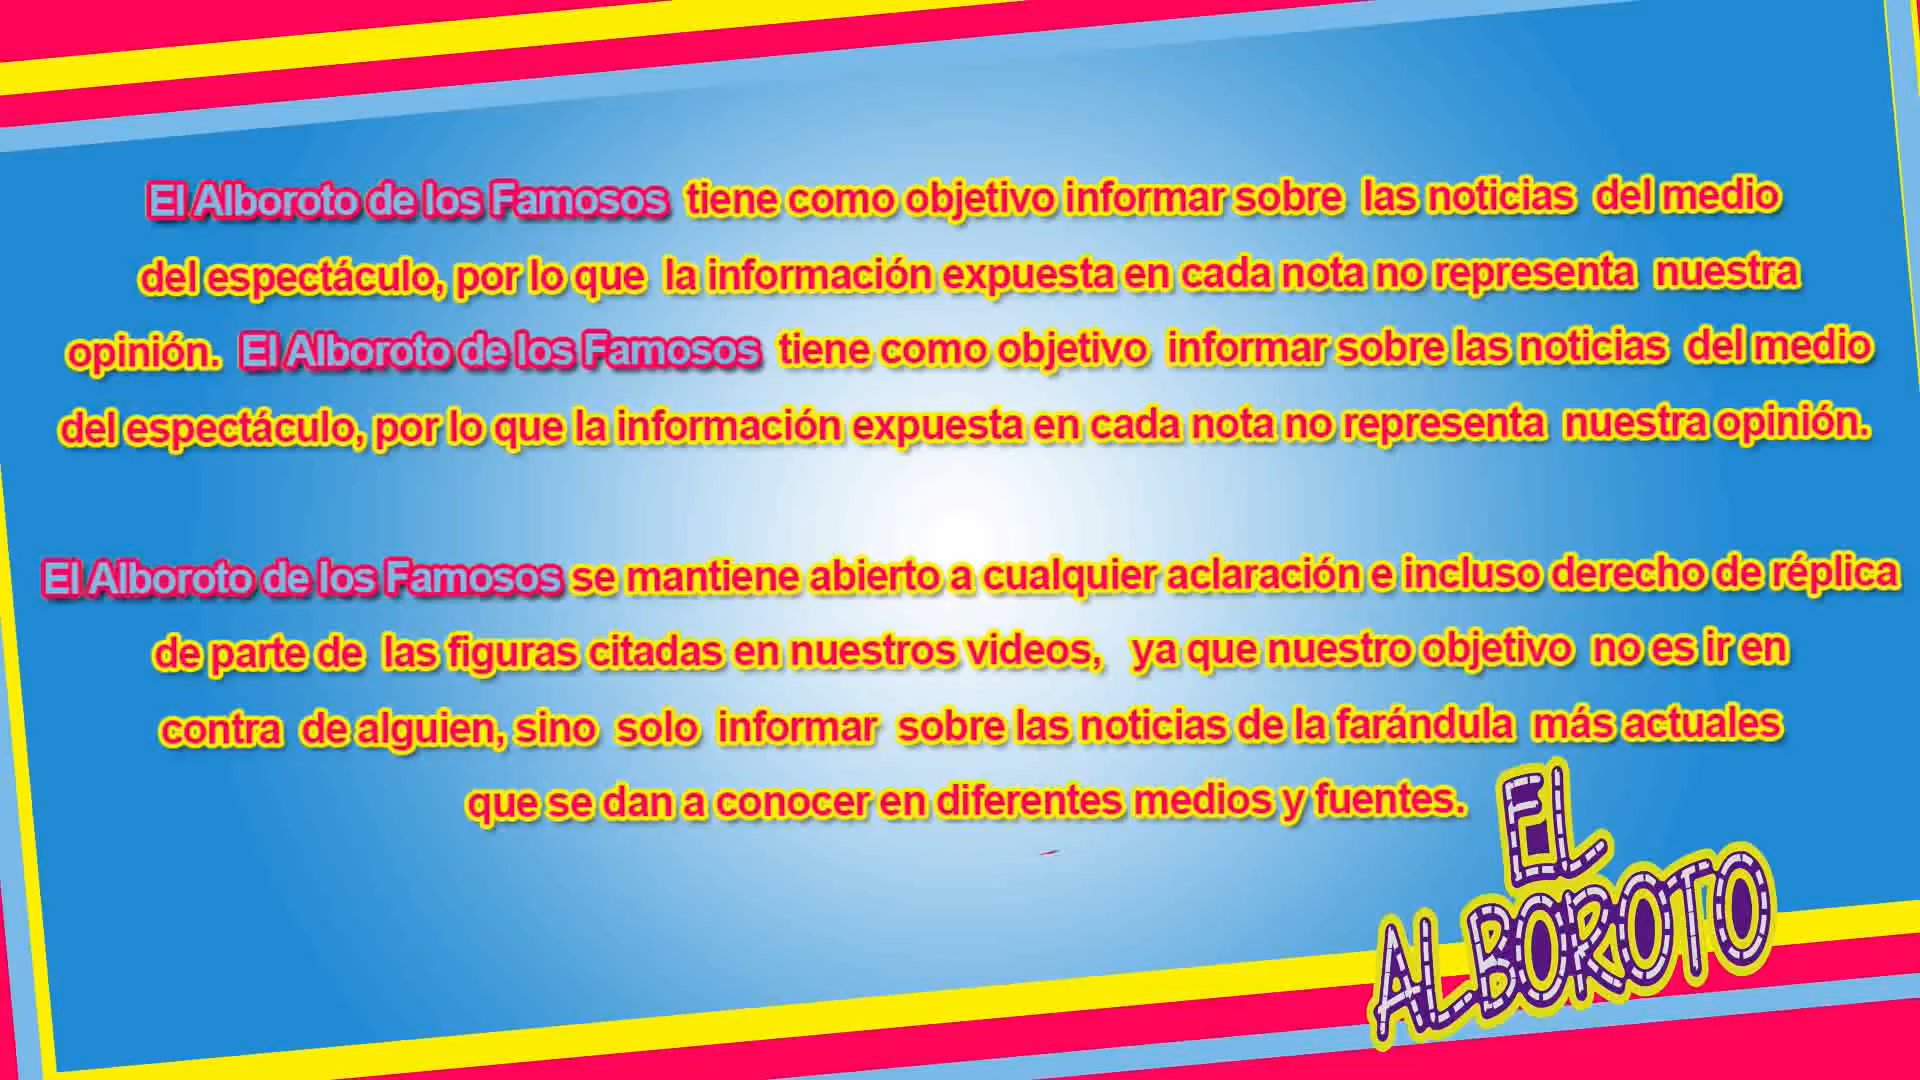 El Alboroto de los Famosos tiene como objetivo informar sobre las noticias del medio
del espectáculo, por lo que la información expuesta en cada nota no representa nuestra
opinión. El Alboroto de los Famosos tiene como objetivo informar sobre las noticias del medio
del espectáculo, por lo que la información expuesta en cada nota no representa nuestra opinión.
El Alboroto de los Famosos se mantiene abierto a cualquier aclaración e incluso derecho de réplica
de parte de las figuras citadas en nuestros videos, ya que nuestro objetivo no es ir en
contra de alguien, sino solo informar sobre las noticias de la farándula más actuales
que se dan a conocer en diferentes medios y fuentes.
EL
ALBOROTO